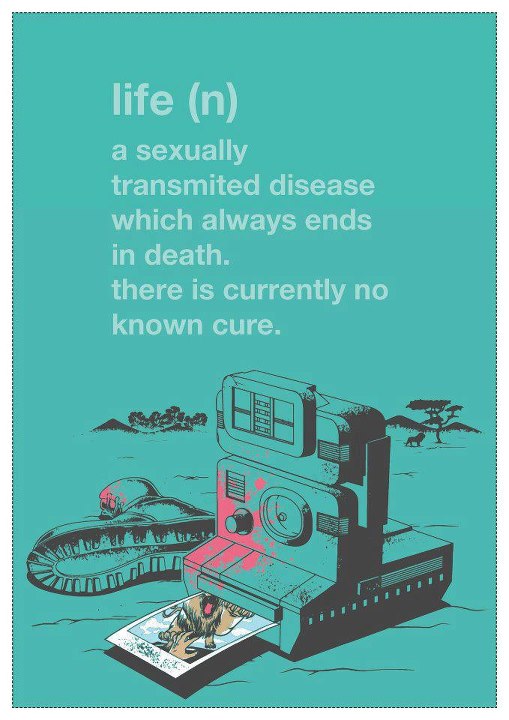 life (n)
a sexually
transmited disease
which always ends
in death.
there is currently no
known cure.